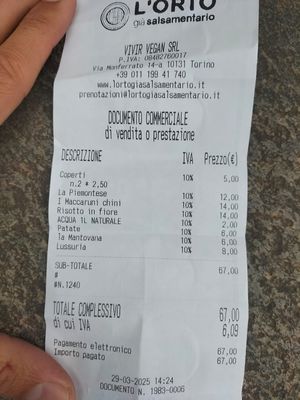 L'ORTO
già salsamentario
VIVIR VEGAN SRL
P.IVA: 08482760017
Via Monferrato 14-a 10131 Torino
+39 011 199 41 740
www.lortogiasalsamentario.it
prenotazioni@lortogiasalsamentario.it
DOCUMENTO COMMERCIALE
di vendita o prestazione
DESCRIZIONE IVA Prezzo(€)
Coperti 10% 5,00
n.2 * 2,50
La Piemontese 10% 12,00
I Maccaruni chini 10% 14,00
Risotto in fiore 10% 14,00
ACQUA 1L NATURALE 10% 2,00
Patate 10% 6,00
Ta Mantovana 10% 6,00
Lussuria 10% 8,00
SUB-TOTALE 67,00
#
#N.1240
TOTALE COMPLESSIVO 67,00
di cui IVA 6,09
Pagamento elettronico 67,00
Importo pagato 67,00
29-03-2025 14:24
DOCUMENTO N. 1983-0006